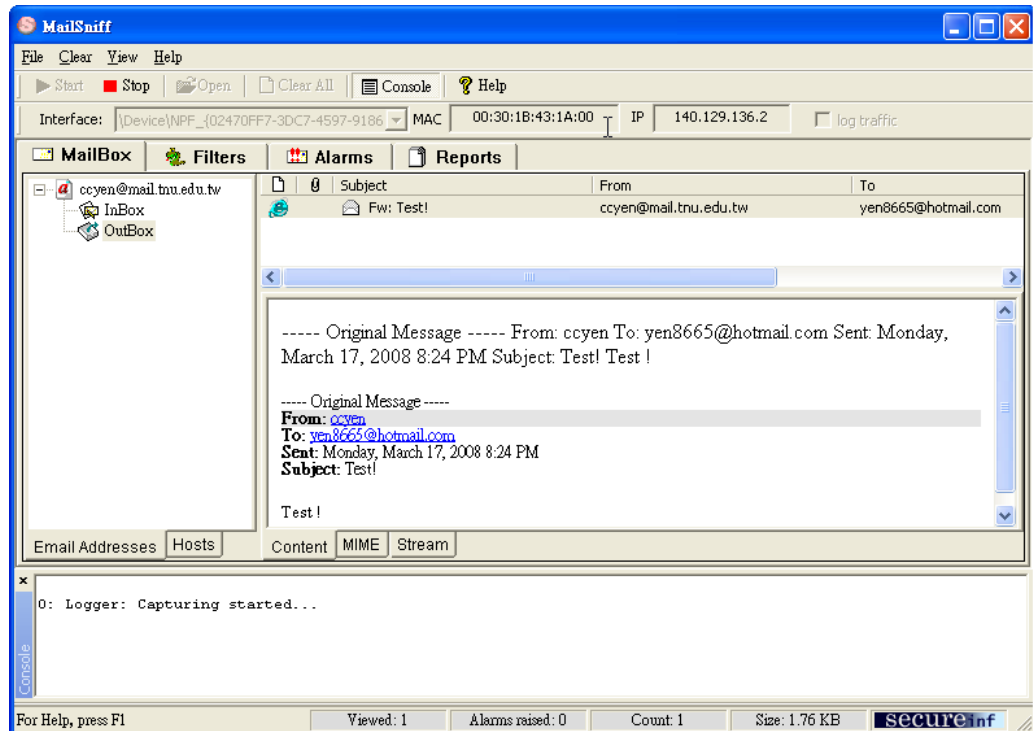 MailSniff
File Clear View Help
Start Stop Open Clear All Console Help
Interface: \Device\NPF_{02470FF7-3DC7-4597-9186 MAC 00:30:1B:43:1A:00 IP 140.129.136.2 log traffic
MailBox Filters Alarms Reports
ccyen@mail.tnu.edu.tw
InBox
OutBox
Email Addresses Hosts
Subject From To
Fw: Test! ccyen@mail.tnu.edu.tw yen8665@hotmail.com
----- Original Message ----- From: ccyen To: yen8665@hotmail.com Sent: Monday,
March 17, 2008 8:24 PM Subject: Test! Test !
----- Original Message -----
From: ccyen
To: yen8665@hotmail.com
Sent: Monday, March 17, 2008 8:24 PM
Subject: Test!
Test !
Content MIME Stream
Console
0: Logger: Capturing started...
For Help, press F1 Viewed: 1 Alarms raised: 0 Count: 1 Size: 1.76 KB secureinf